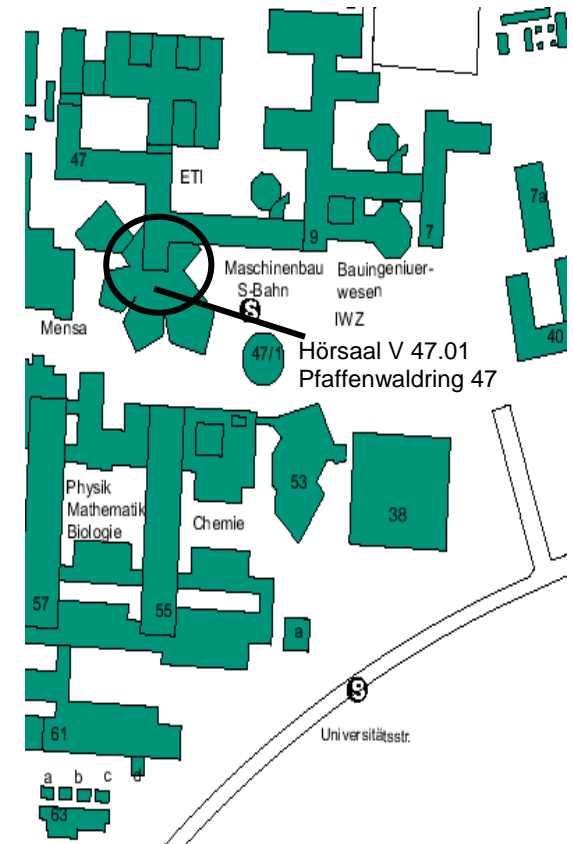 47
ETI
7a
9
7
Maschinenbau
S-Bahn
Bauingeniuer-
wesen
IWZ
S
Mensa
47/1
40
Hörsaal V 47.01
Pfaffenwaldring 47
Physik
Mathematik
Biologie
Chemie
53
38
57
55
a
S
Universitätsstr.
61
a b c d
63